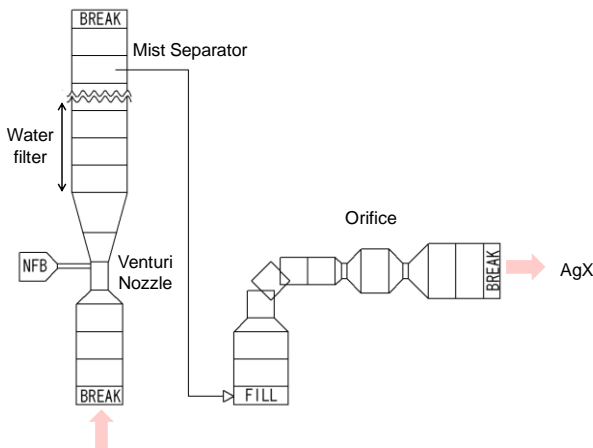 BREAK
Mist Separator
Water
filter
Orifice
NFB
Venturi
Nozzle
BREAK
AgX
BREAK
FILL